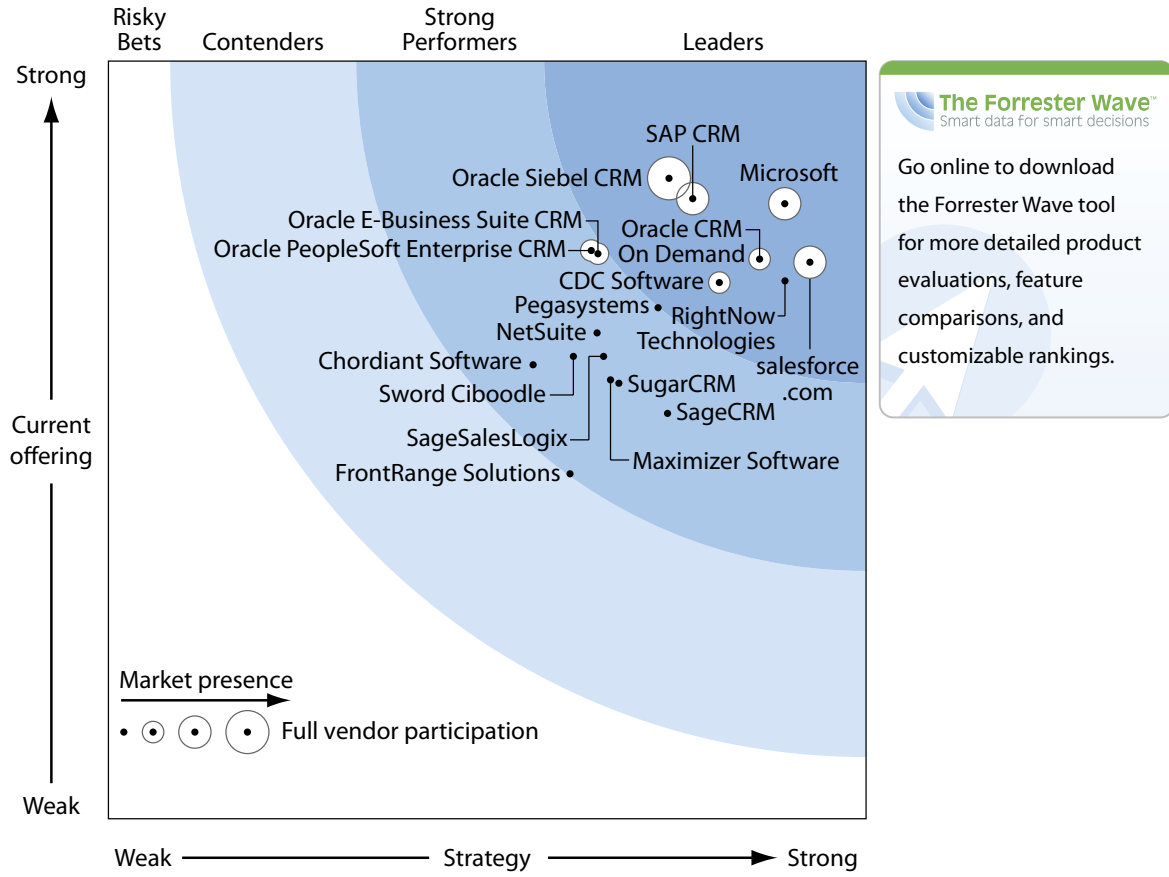 Risky
Bets
Contenders
Strong
Performers
Leaders
Strong
Current
offering
Weak
SAP CRM
Oracle Siebel CRM
Microsoft
Oracle E-Business Suite CRM
Oracle PeopleSoft Enterprise CRM
Oracle CRM
On Demand
CDC Software
Pegasystems
RightNow
Technologies
NetSuite
salesforce
.com
Chordiant Software
Sword Ciboodle
SugarCRM
SageCRM
SageSalesLogix
Maximizer Software
FrontRange Solutions
Market presence
Full vendor participation
Weak
Strategy
Strong
The Forrester Wave™
Smart data for smart decisions
Go online to download
the Forrester Wave tool
for more detailed product
evaluations, feature
comparisons, and
customizable rankings.